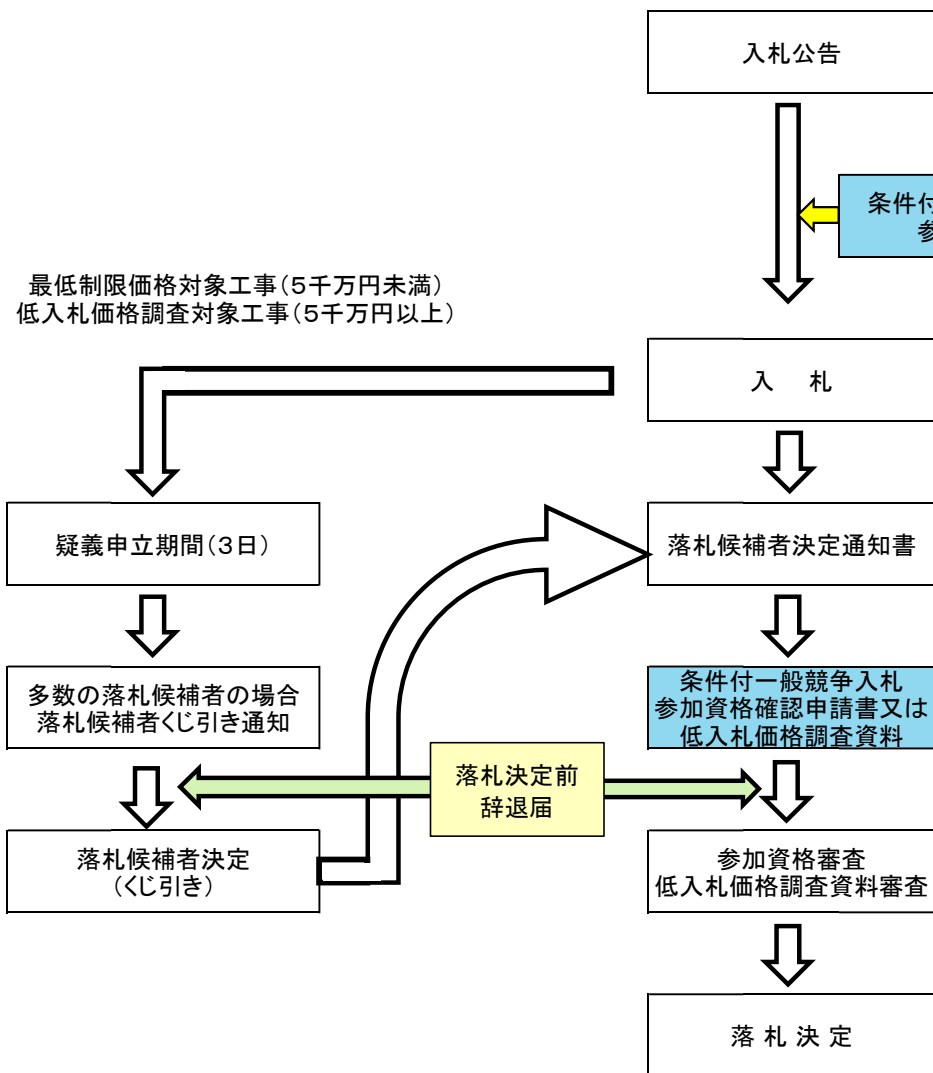 入札公告
条件付
参
最低制限価格対象工事(5千万円未満)
低入札価格調査対象工事(5千万円以上)
入　札
疑義申立期間(3日)
落札候補者決定通知書
多数の落札候補者の場合
落札候補者くじ引き通知
条件付一般競争入札
参加資格確認申請書又は
低入札価格調査資料
落札決定前
辞退届
落札候補者決定
(くじ引き)
参加資格審査
低入札価格調査資料審査
落 札 決 定